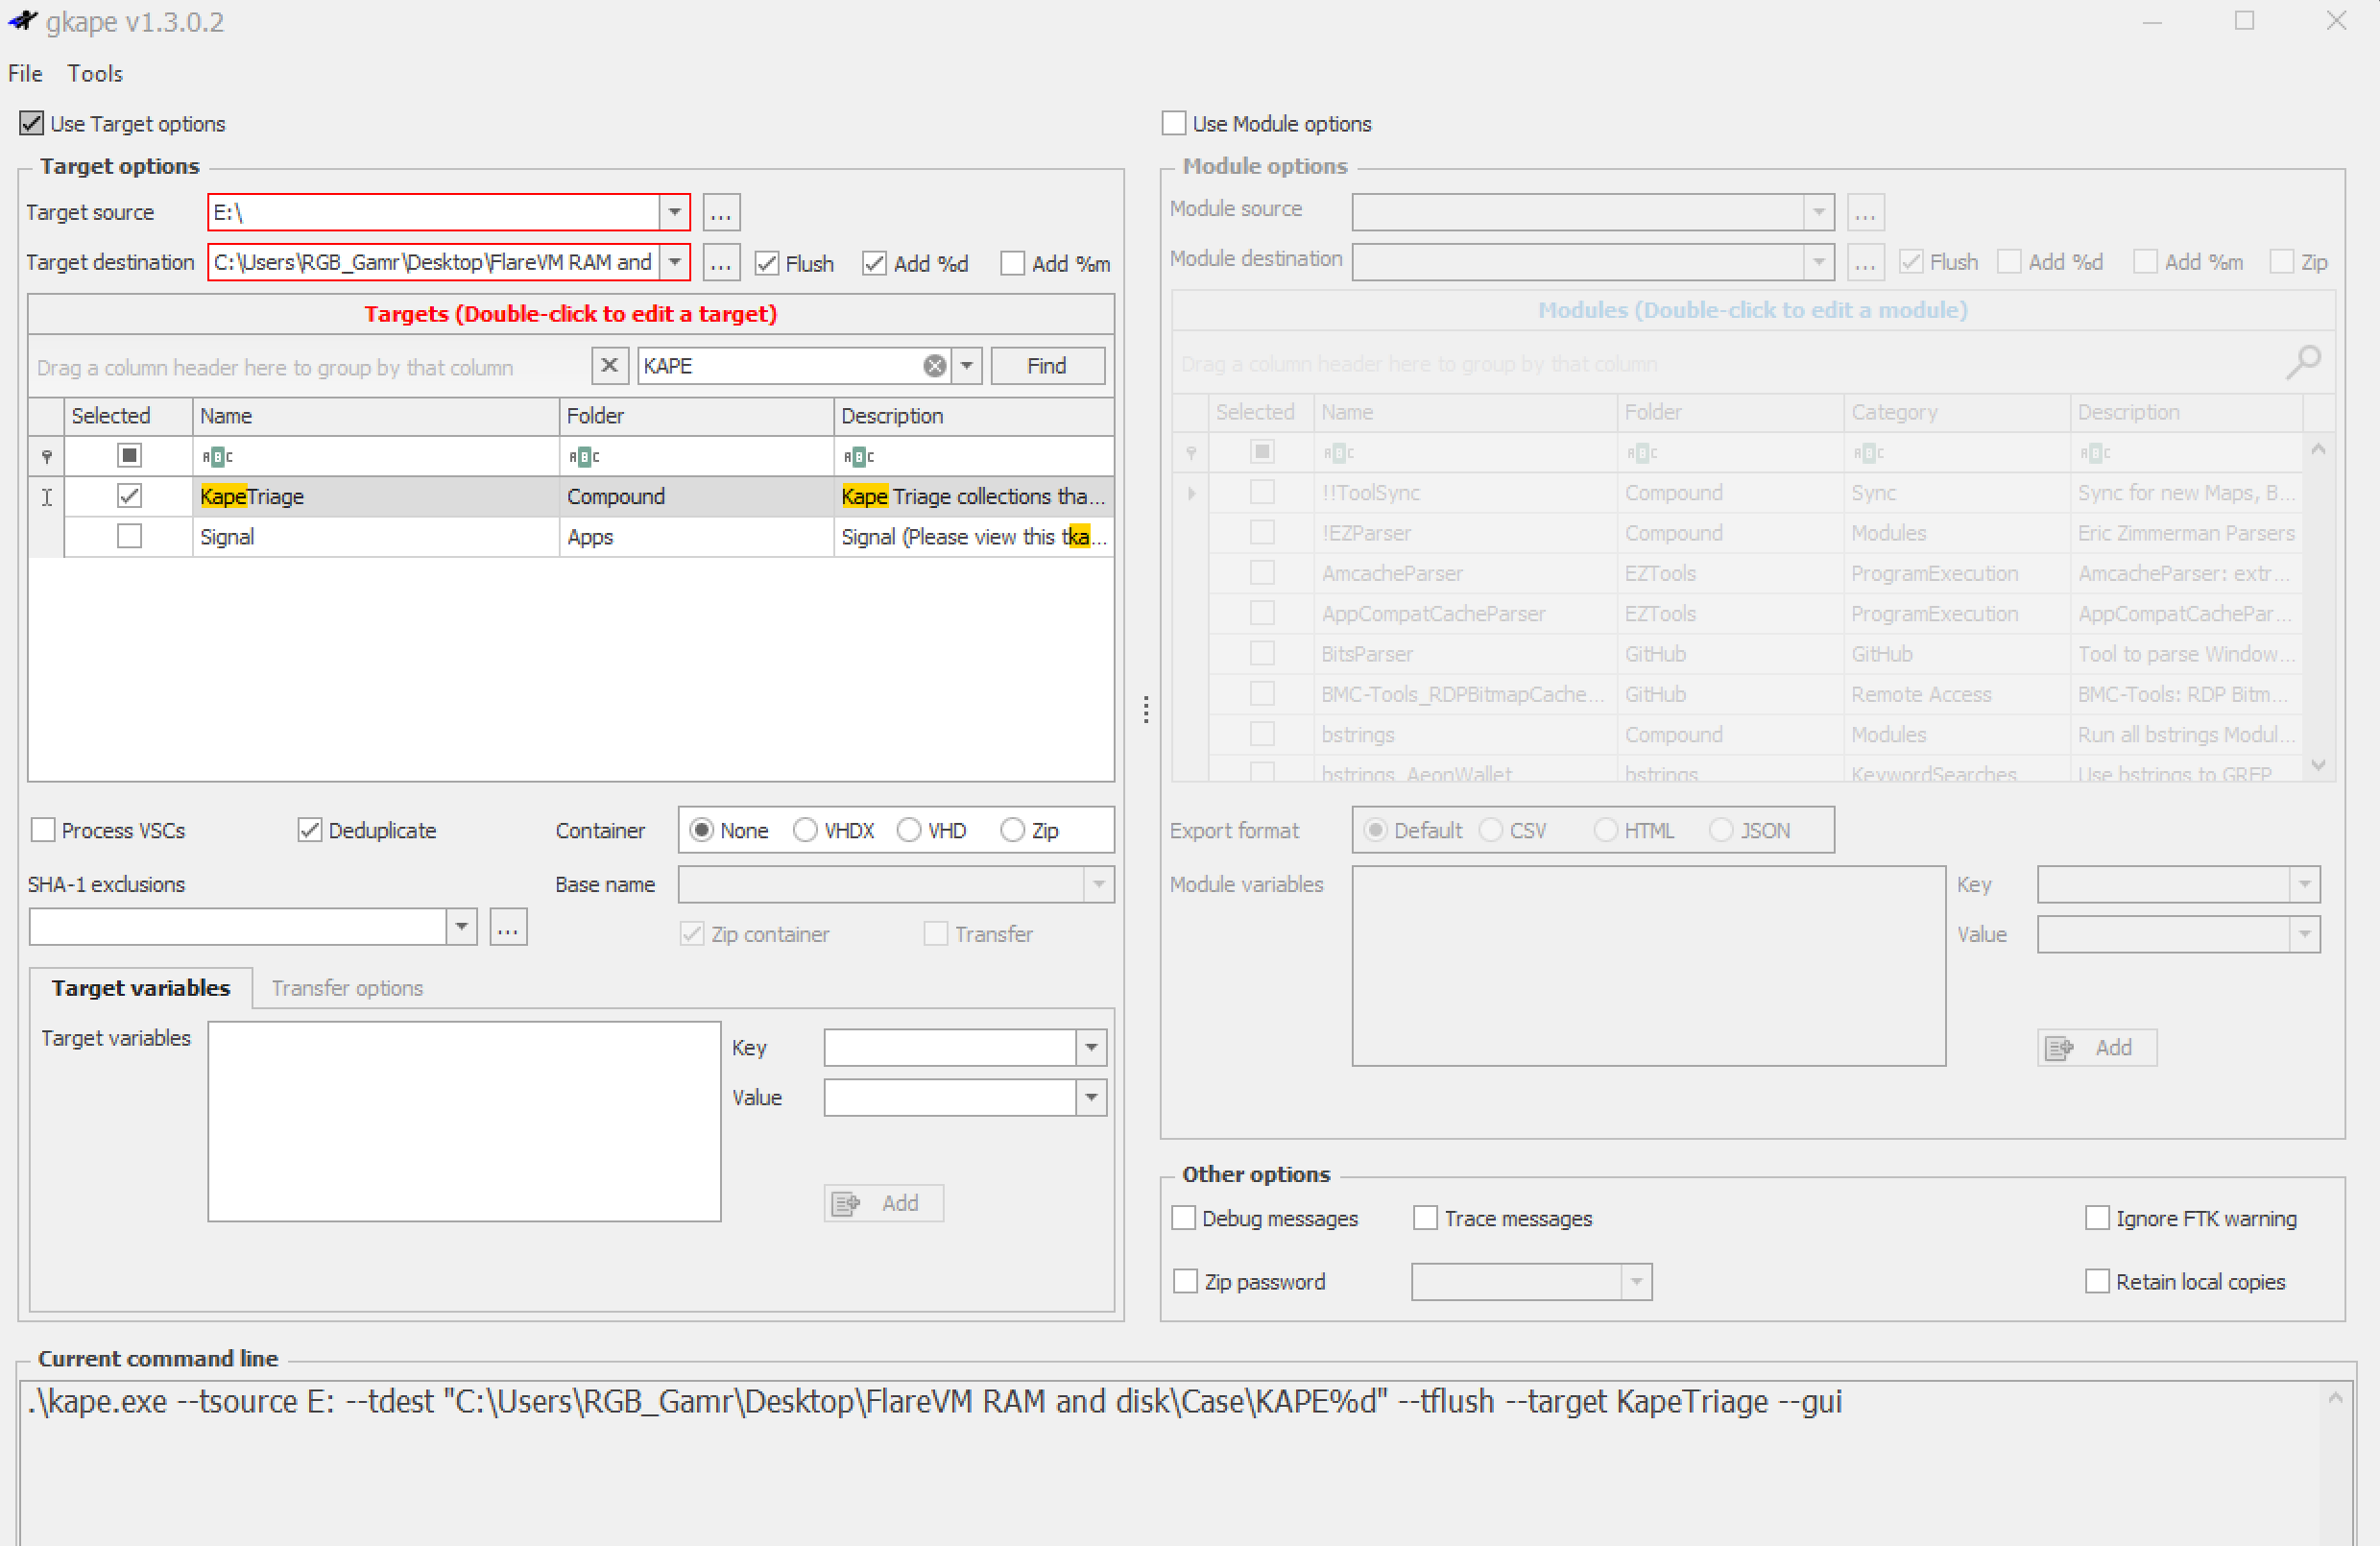 gkape v1.3.0.2
File Tools
Use Target options
Target options
Target source E:\ ...
Target destination C:\Users\RGB_Gamr\Desktop\FlareVM RAM and ... Flush Add %d Add %m
Targets (Double-click to edit a target)
Drag a column header here to group by that column KAPE Find
Selected Name Folder Description
ABC ABC ABC
KapeTriage Compound Kape Triage collections tha...
Signal Apps Signal (Please view this tka...
Process VSCs Deduplicate Container None VHDX VHD Zip
SHA-1 exclusions Base name
... Zip container Transfer
Target variables Transfer options
Target variables Key
Value
Add
Use Module options
Module options
Module source ...
Module destination ... Flush Add %d Add %m Zip
Modules (Double-click to edit a module)
Drag a column header here to group by that column
Selected Name Folder Category Description
ABC ABC ABC ABC
!!ToolSync Compound Sync Sync for new Maps, B...
!EZParser Compound Modules Eric Zimmerman Parsers
AmcacheParser EZTools ProgramExecution AmcacheParser: extr...
AppCompatCacheParser EZTools ProgramExecution AppCompatCachePar...
BitsParser GitHub GitHub Tool to parse Window...
BMC-Tools_RDPBitmapCache... GitHub Remote Access BMC-Tools: RDP Bitm...
bstrings Compound Modules Run all bstrings Modul...
bstrings_AeonWallet bstrings KeywordSearches Use bstrings to GREP
Export format Default CSV HTML JSON
Module variables Key
Value
Add
Other options
Debug messages Trace messages Ignore FTK warning
Zip password Retain local copies
Current command line
.\kape.exe --tsource E: --tdest "C:\Users\RGB_Gamr\Desktop\FlareVM RAM and disk\Case\KAPE%d" --tflush --target KapeTriage --gui